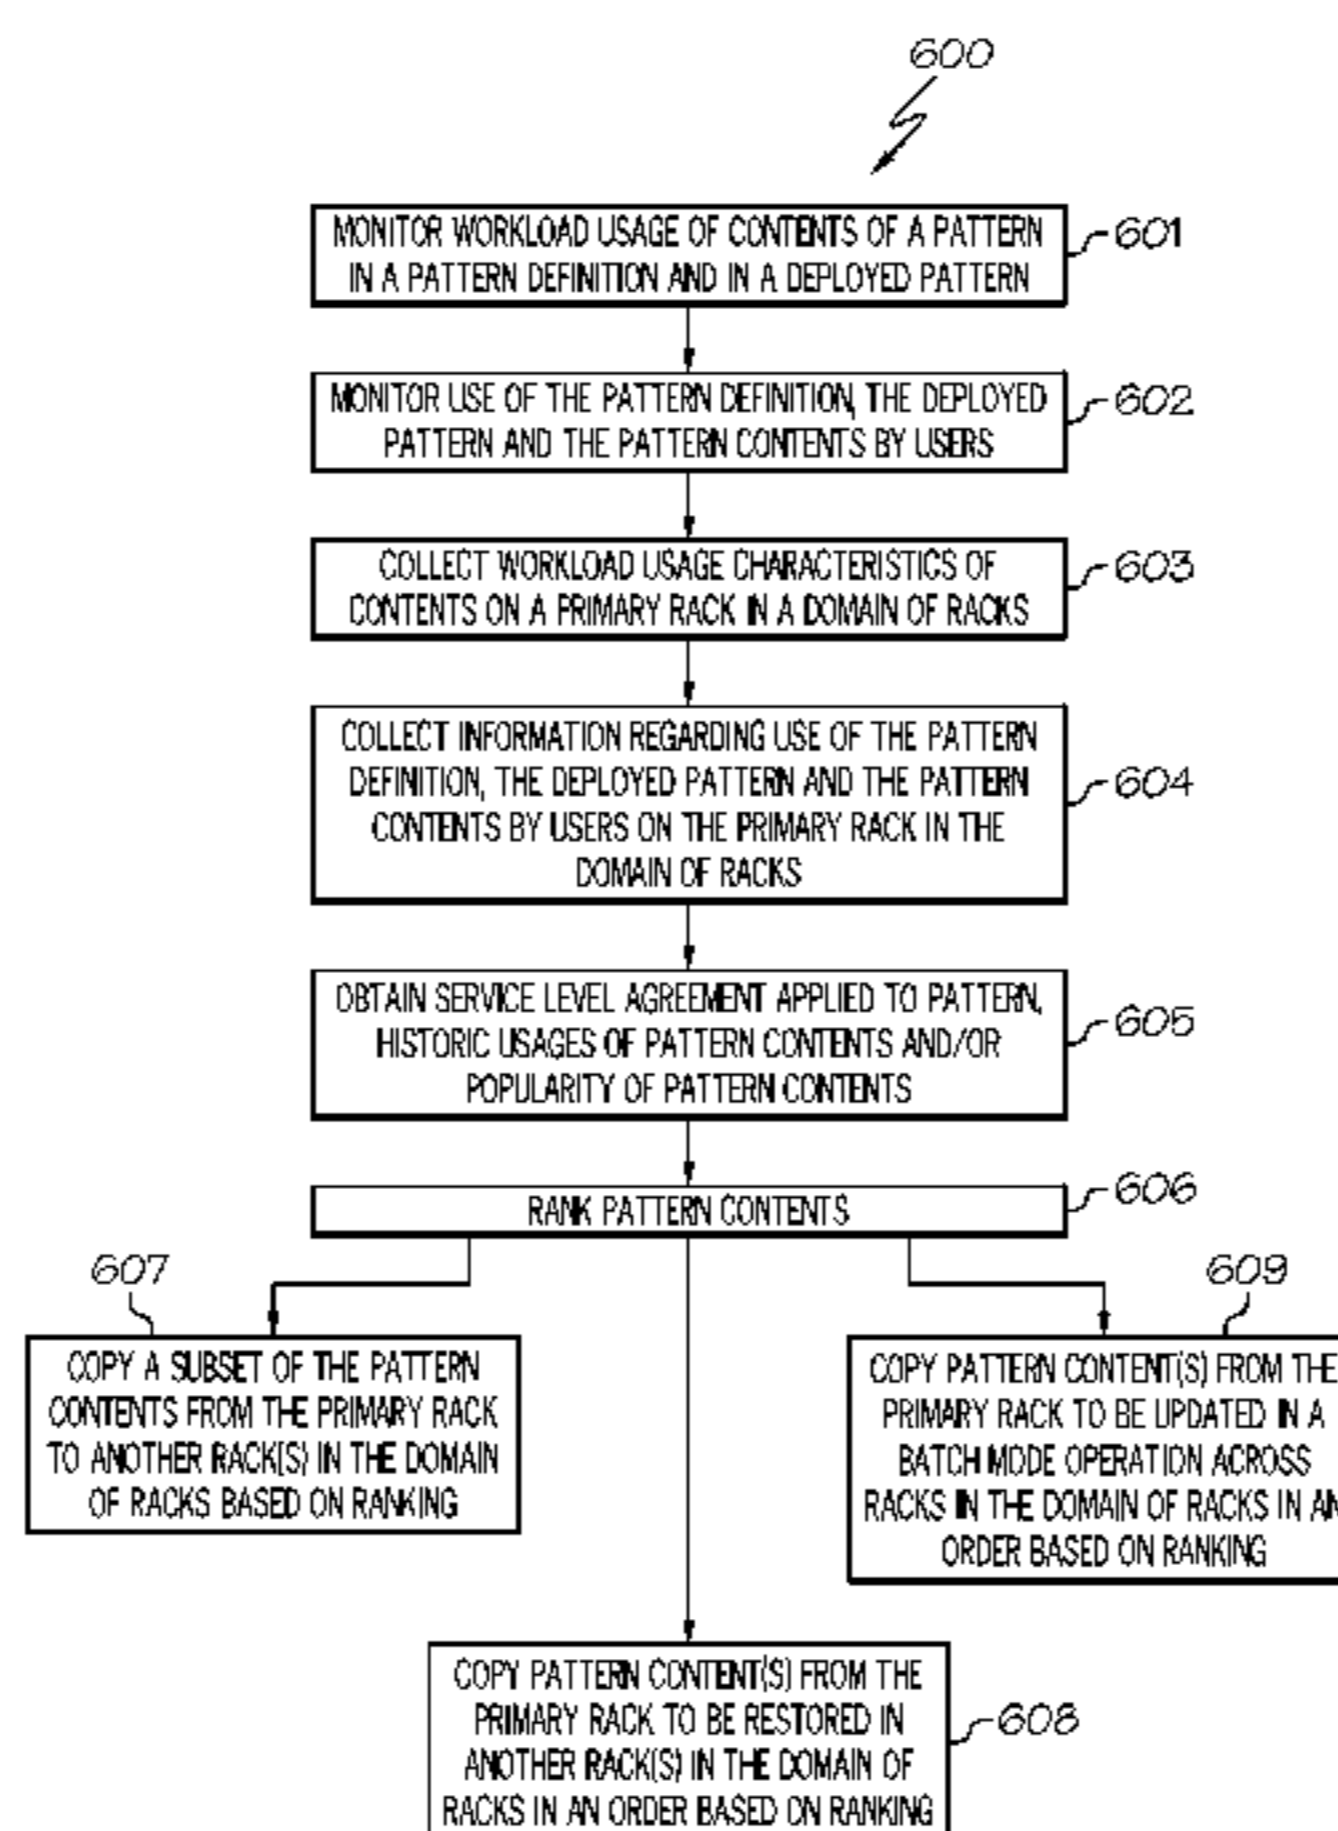 600
MONITOR WORKLOAD USAGE OF CONTENTS OF A PATTERN
IN A PATTERN DEFINITION AND IN A DEPLOYED PATTERN
601
MONITOR USE OF THE PATTERN DEFINITION, THE DEPLOYED
PATTERN AND THE PATTERN CONTENTS BY USERS
602
COLLECT WORKLOAD USAGE CHARACTERISTICS OF
CONTENTS ON A PRIMARY RACK IN A DOMAIN OF RACKS
603
COLLECT INFORMATION REGARDING USE OF THE PATTERN
DEFINITION, THE DEPLOYED PATTERN AND THE PATTERN
CONTENTS BY USERS ON THE PRIMARY RACK IN THE
DOMAIN OF RACKS
604
OBTAIN SERVICE LEVEL AGREEMENT APPLIED TO PATTERN,
HISTORIC USAGES OF PATTERN CONTENTS AND/OR
POPULARITY OF PATTERN CONTENTS
605
RANK PATTERN CONTENTS
606
607
COPY A SUBSET OF THE PATTERN
CONTENTS FROM THE PRIMARY RACK
TO ANOTHER RACK(S) IN THE DOMAIN
OF RACKS BASED ON RANKING
609
COPY PATTERN CONTENT(S) FROM THE
PRIMARY RACK TO BE UPDATED IN A
BATCH MODE OPERATION ACROSS
RACKS IN THE DOMAIN OF RACKS IN AN
ORDER BASED ON RANKING
COPY PATTERN CONTENT(S) FROM THE
PRIMARY RACK TO BE RESTORED IN
ANOTHER RACK(S) IN THE DOMAIN OF
RACKS IN AN ORDER BASED ON RANKING
608